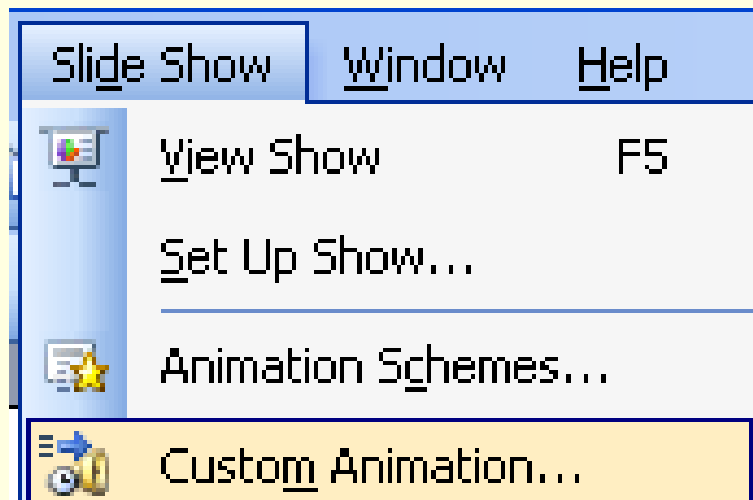 Slide Show Window Help
View Show F5
Set Up Show...
Animation Schemes...
Custom Animation...